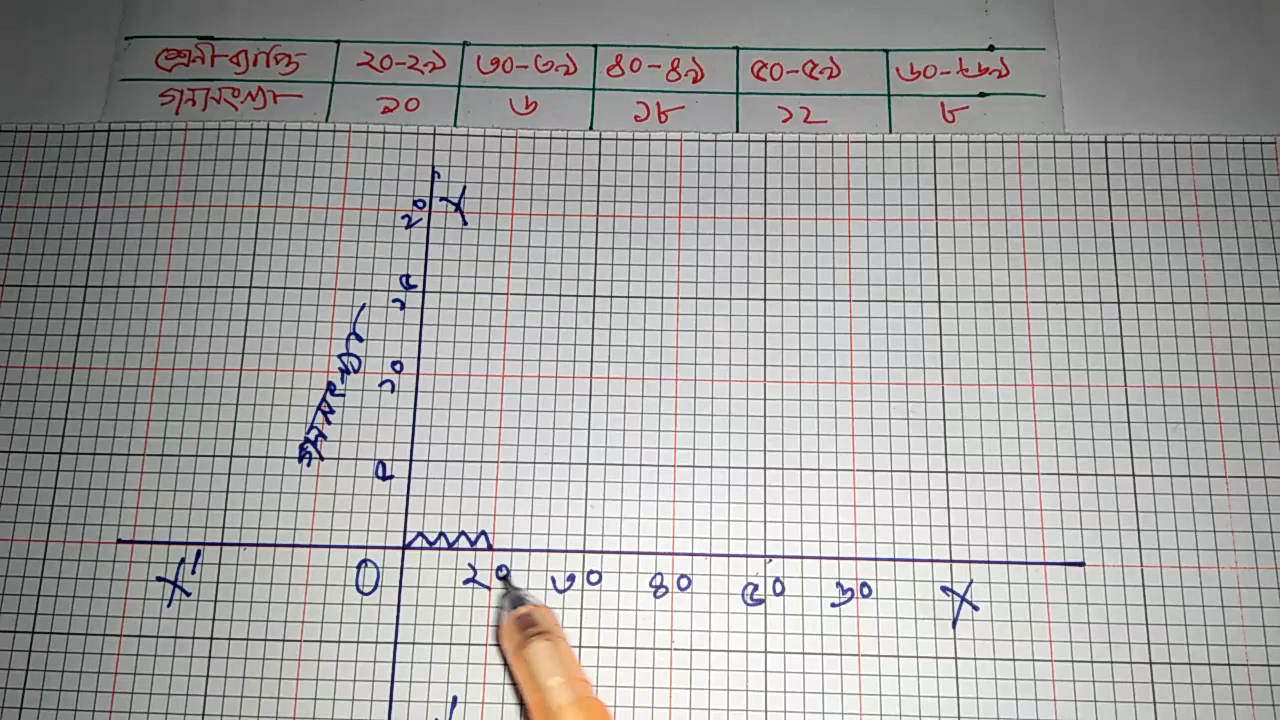 শ্রেণী ব্যাপ্তি ২০-২৯ ৩০-৩৯ ৪০-৪৯ ৫০-৫৯ ৬০-৬৯
গনসংখ্যা ১০ ৬ ১৮ ১২ ৮
Y
২০
১৫
১০
৫
গনসংখ্যা
X' O ২০ ৩০ ৪০ ৫০ ৬০ X